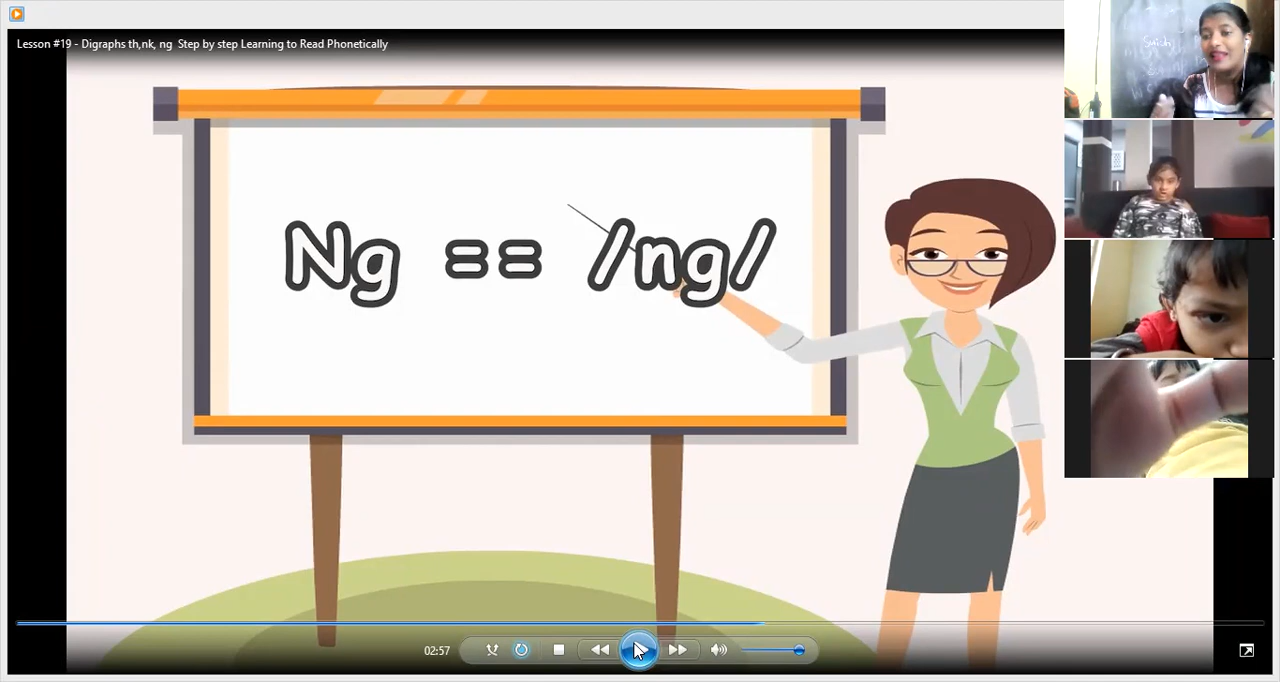 Lesson #19 - Digraphs th,nk, ng  Step by step Learning to Read Phonetically
Ng == /ng/
02:57